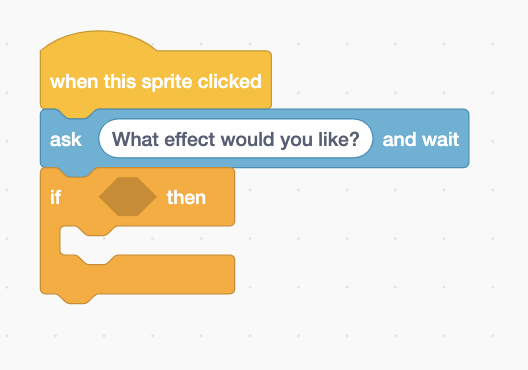 when this sprite clicked
ask What effect would you like? and wait
if then